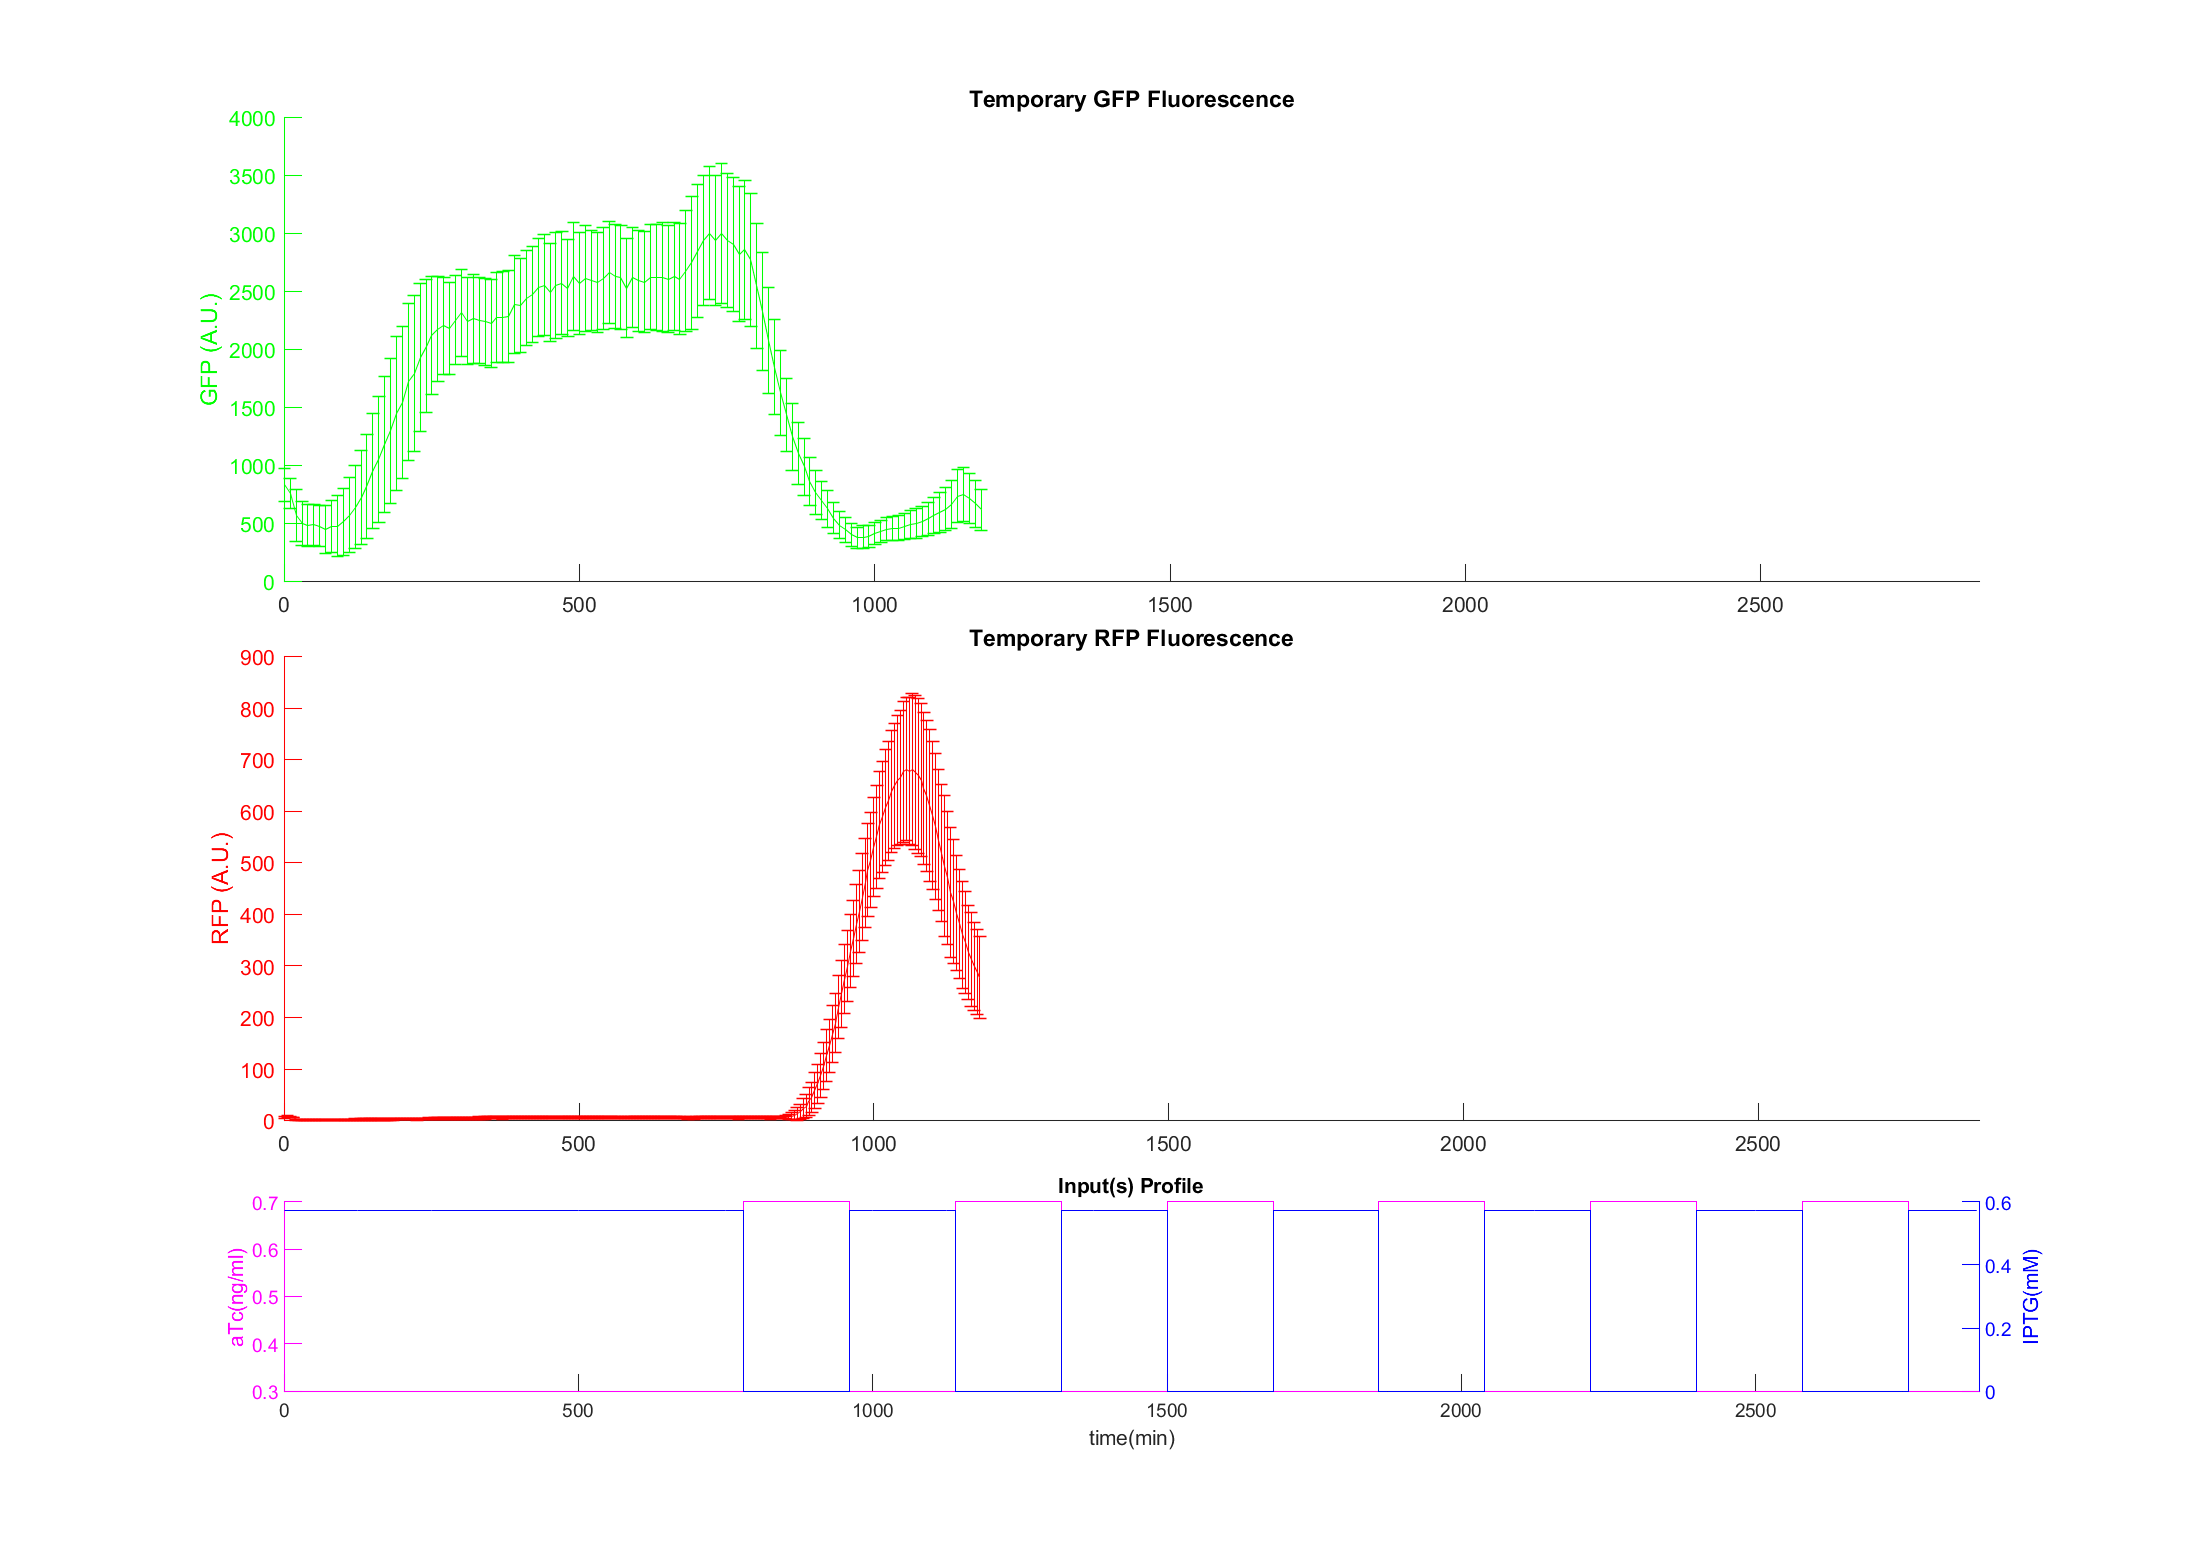 Temporary GFP Fluorescence
4000
3500
3000
2500
2000
1500
1000
500
0
GFP (A.U.)
0 500 1000 1500 2000 2500
Temporary RFP Fluorescence
900
800
700
600
500
400
300
200
100
0
RFP (A.U.)
0 500 1000 1500 2000 2500
Input(s) Profile
0.7
0.6
0.5
0.4
0.3
aTc(ng/ml)
0.6
0.4
0.2
0
IPTG(mM)
0 500 1000 1500 2000 2500
time(min)